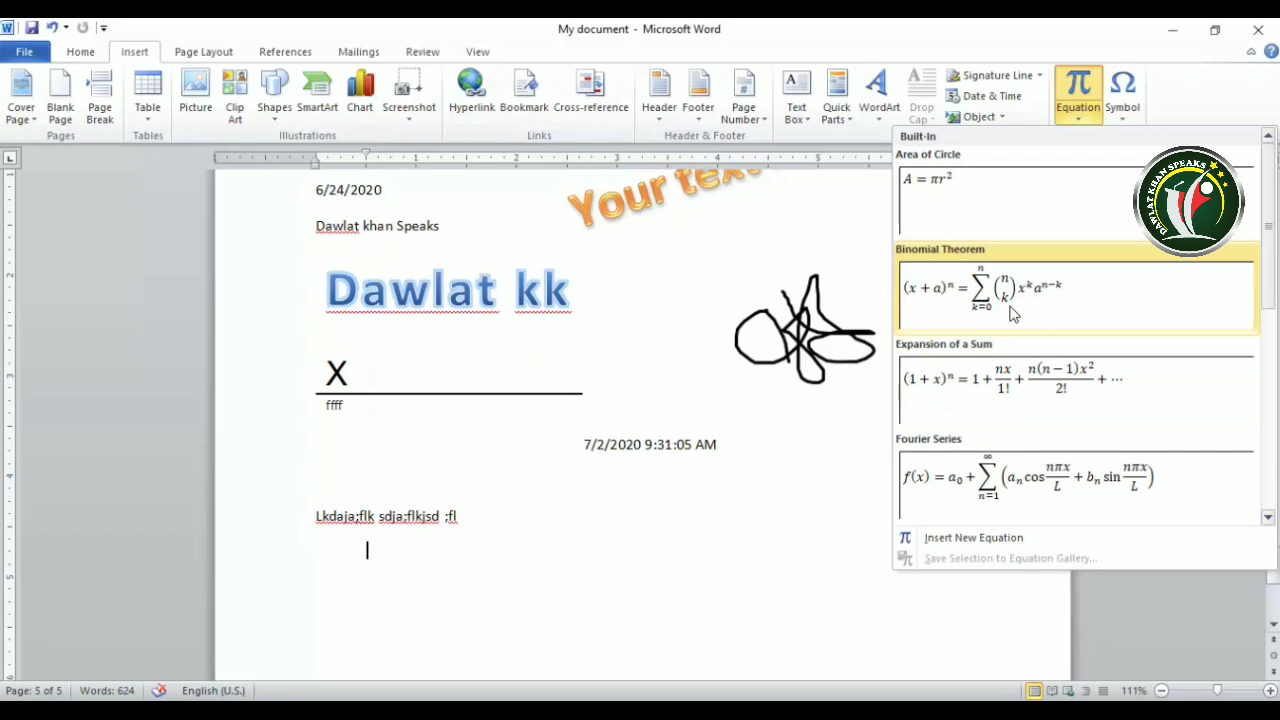 My document - Microsoft Word
File Home Insert Page Layout References Mailings Review View
Cover Page Blank Page Page Break Table Picture Clip Art Shapes SmartArt Chart Screenshot Hyperlink Bookmark Cross-reference Header Footer Page Number Text Box Quick Parts WordArt Drop Cap Signature Line Date & Time Object Equation Symbol
Pages Tables Illustrations Links Header & Footer
1 2 3 4 5
6/24/2020
Your text
Dawlat khan Speaks
Dawlat kk
X
ffff
7/2/2020 9:31:05 AM
Lkdaja;flk sdja;flkjsd ;fl
Built-In
Area of Circle
A = πr²
DAWLAT KHAN SPEAKS
Binomial Theorem
(x + a)ⁿ = ∑ₖ₌₀ⁿ (n k) xᵏaⁿ⁻ᵏ
Expansion of a Sum
(1 + x)ⁿ = 1 + nx/1! + n(n − 1)x²/2! + ⋯
Fourier Series
f(x) = a₀ + ∑ₙ₌₁^∞ (aₙ cos nπx/L + bₙ sin nπx/L)
Insert New Equation
Save Selection to Equation Gallery...
Page: 5 of 5 Words: 624 English (U.S.) 111%